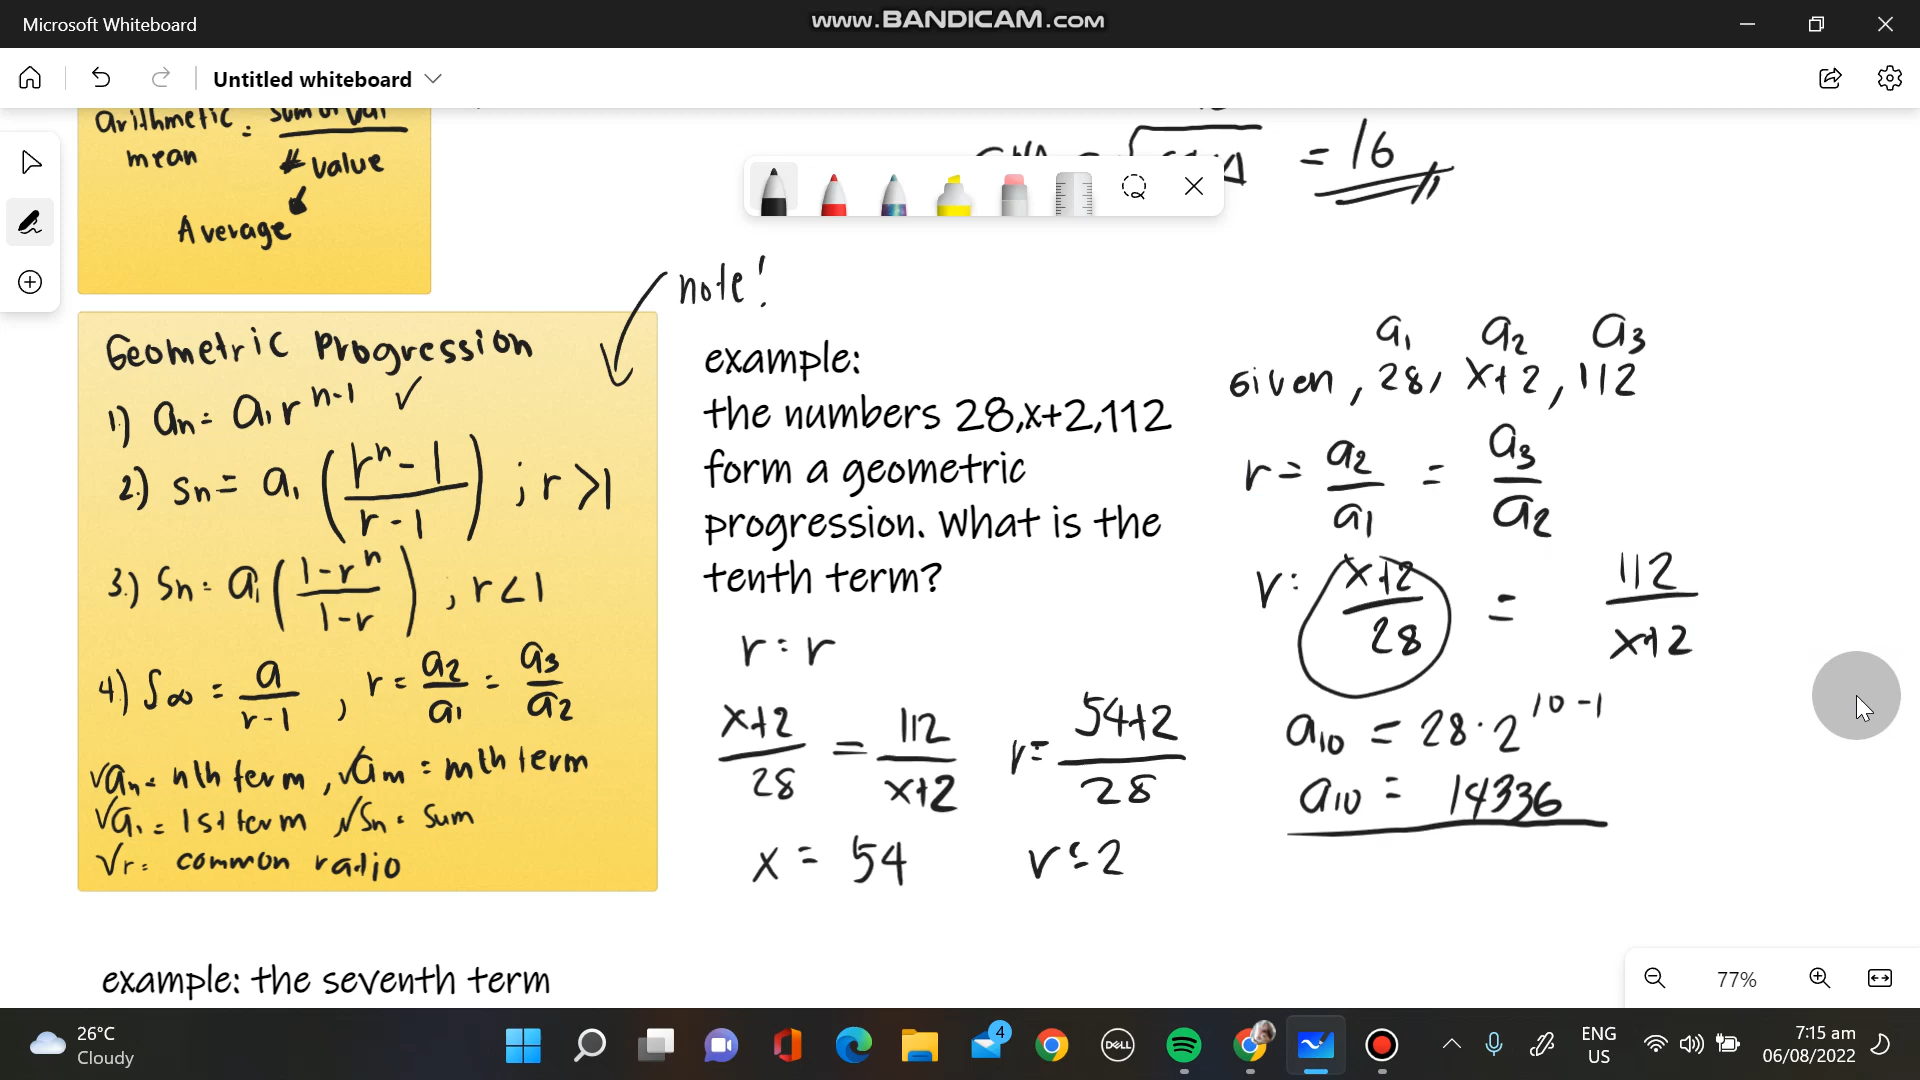 Microsoft Whiteboard
www.BANDICAM.com
Untitled whiteboard
arithmetic =
mean
# value
Average
= 16
note!
Geometric Progression
1.) an = a1 r^n-1 ✓
2.) Sn = a1 ( r^n - 1 / r - 1 ) ; r > 1
3.) Sn = a1 ( 1 - r^n / 1 - r ) , r < 1
4.) S∞ = a / r - 1 , r = a2 / a1 = a3 / a2
√an = nth term , √am = mth term
√a1 = 1st term √Sn = sum
√r = common ratio
example:
the numbers 28,x+2,112
form a geometric
progression. What is the
tenth term?
r = r
x+2 / 28 = 112 / x+2
x = 54
r = 54+2 / 28
r = 2
a1 a2 a3
Given , 28, x+2 , 112
r = a2 / a1 = a3 / a2
r = x+2 / 28 = 112 / x+2
a10 = 28 · 2^10-1
a10 = 14336
example: the seventh term
77%
26°C
Cloudy
4
DELL
ENG
US
7:15 am
06/08/2022